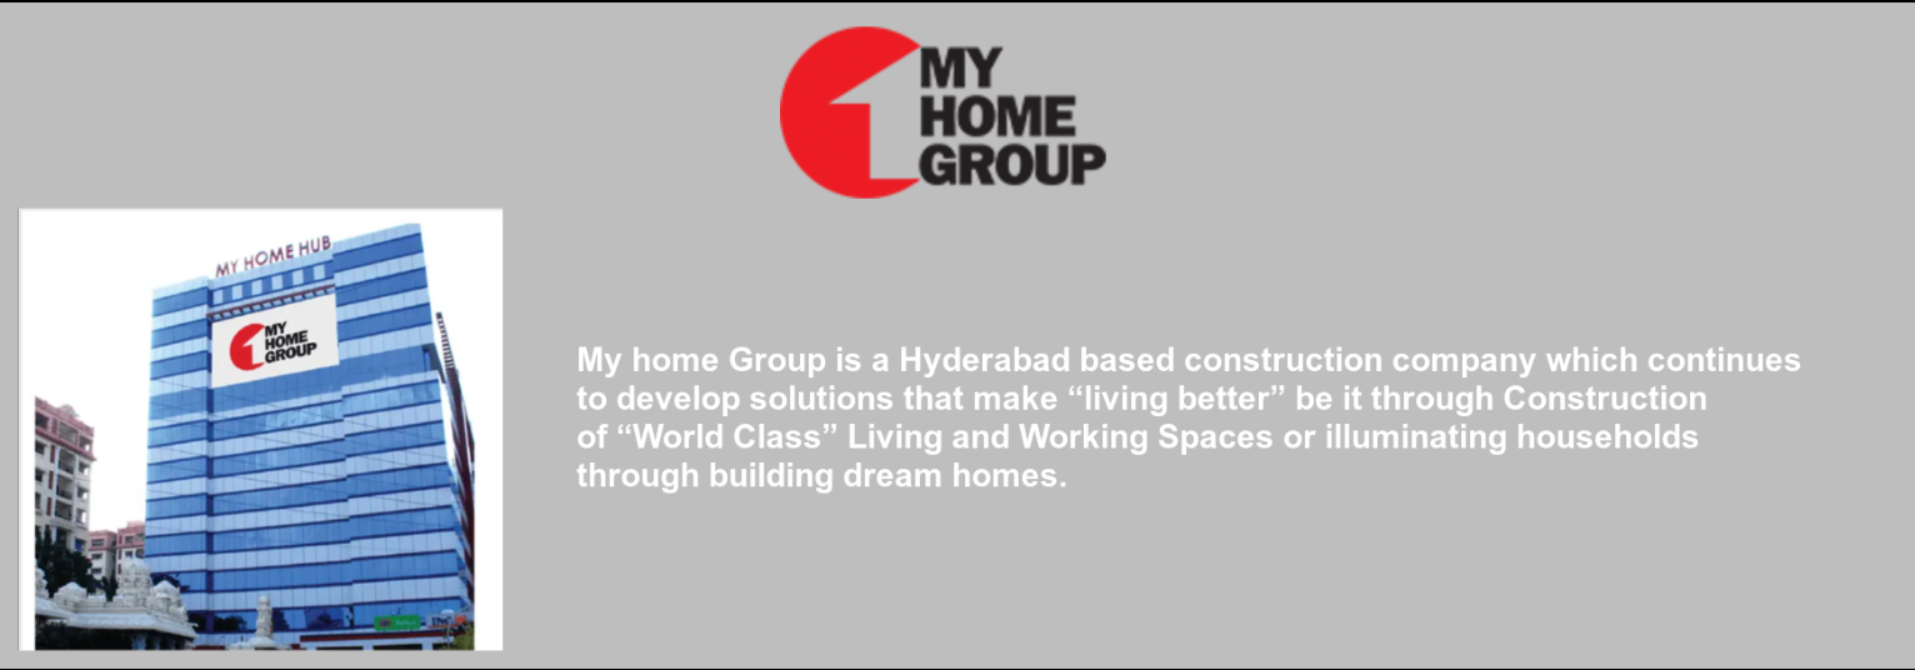 MY
HOME
GROUP
MY HOME HUB
MY
HOME
GROUP
My home Group is a Hyderabad based construction company which continues
to develop solutions that make “living better” be it through Construction
of “World Class” Living and Working Spaces or illuminating households
through building dream homes.